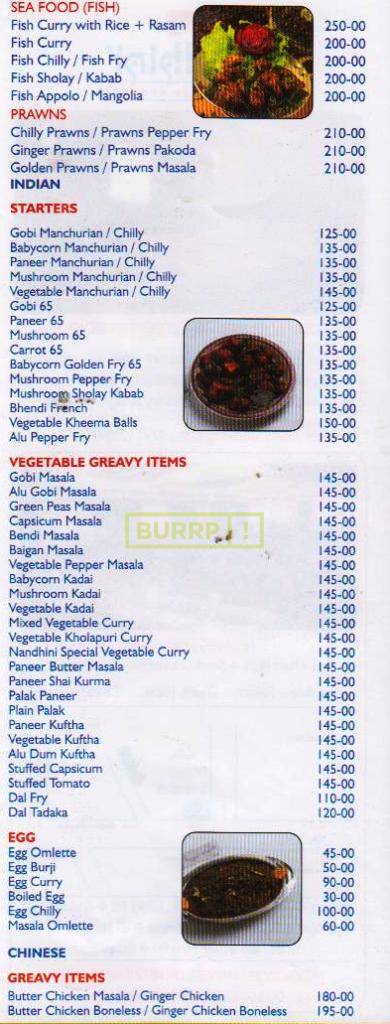 SEA FOOD (FISH)
Fish Curry with Rice + Rasam 250-00
Fish Curry 200-00
Fish Chilly / Fish Fry 200-00
Fish Sholay / Kabab 200-00
Fish Appolo / Mangolia 200-00
PRAWNS
Chilly Prawns / Prawns Pepper Fry 210-00
Ginger Prawns / Prawns Pakoda 210-00
Golden Prawns / Prawns Masala 210-00
INDIAN
STARTERS
Gobi Manchurian / Chilly 125-00
Babycorn Manchurian / Chilly 135-00
Paneer Manchurian / Chilly 135-00
Mushroom Manchurian / Chilly 135-00
Vegetable Manchurian / Chilly 145-00
Gobi 65 125-00
Paneer 65 135-00
Mushroom 65 135-00
Carrot 65 135-00
Babycorn Golden Fry 65 135-00
Mushroom Pepper Fry 135-00
Mushroom Sholay Kabab 135-00
Bhendi French 135-00
Vegetable Kheema Balls 150-00
Alu Pepper Fry 135-00
VEGETABLE GREAVY ITEMS
Gobi Masala 145-00
Alu Gobi Masala 145-00
Green Peas Masala 145-00
Capsicum Masala 145-00
BURRP!
Bendi Masala 145-00
Baigan Masala 145-00
Vegetable Pepper Masala 145-00
Babycorn Kadai 145-00
Mushroom Kadai 145-00
Vegetable Kadai 145-00
Mixed Vegetable Curry 145-00
Vegetable Kholapuri Curry 145-00
Nandhini Special Vegetable Curry 145-00
Paneer Butter Masala 145-00
Paneer Shai Kurma 145-00
Palak Paneer 145-00
Plain Palak 145-00
Paneer Kuftha 145-00
Vegetable Kuftha 145-00
Alu Dum Kuftha 145-00
Stuffed Capsicum 145-00
Stuffed Tomato 145-00
Dal Fry 110-00
Dal Tadaka 120-00
EGG
Egg Omlette 45-00
Egg Burji 50-00
Egg Curry 90-00
Boiled Egg 30-00
Egg Chilly 100-00
Masala Omlette 60-00
CHINESE
GREAVY ITEMS
Butter Chicken Masala / Ginger Chicken 180-00
Butter Chicken Boneless / Ginger Chicken Boneless 195-00